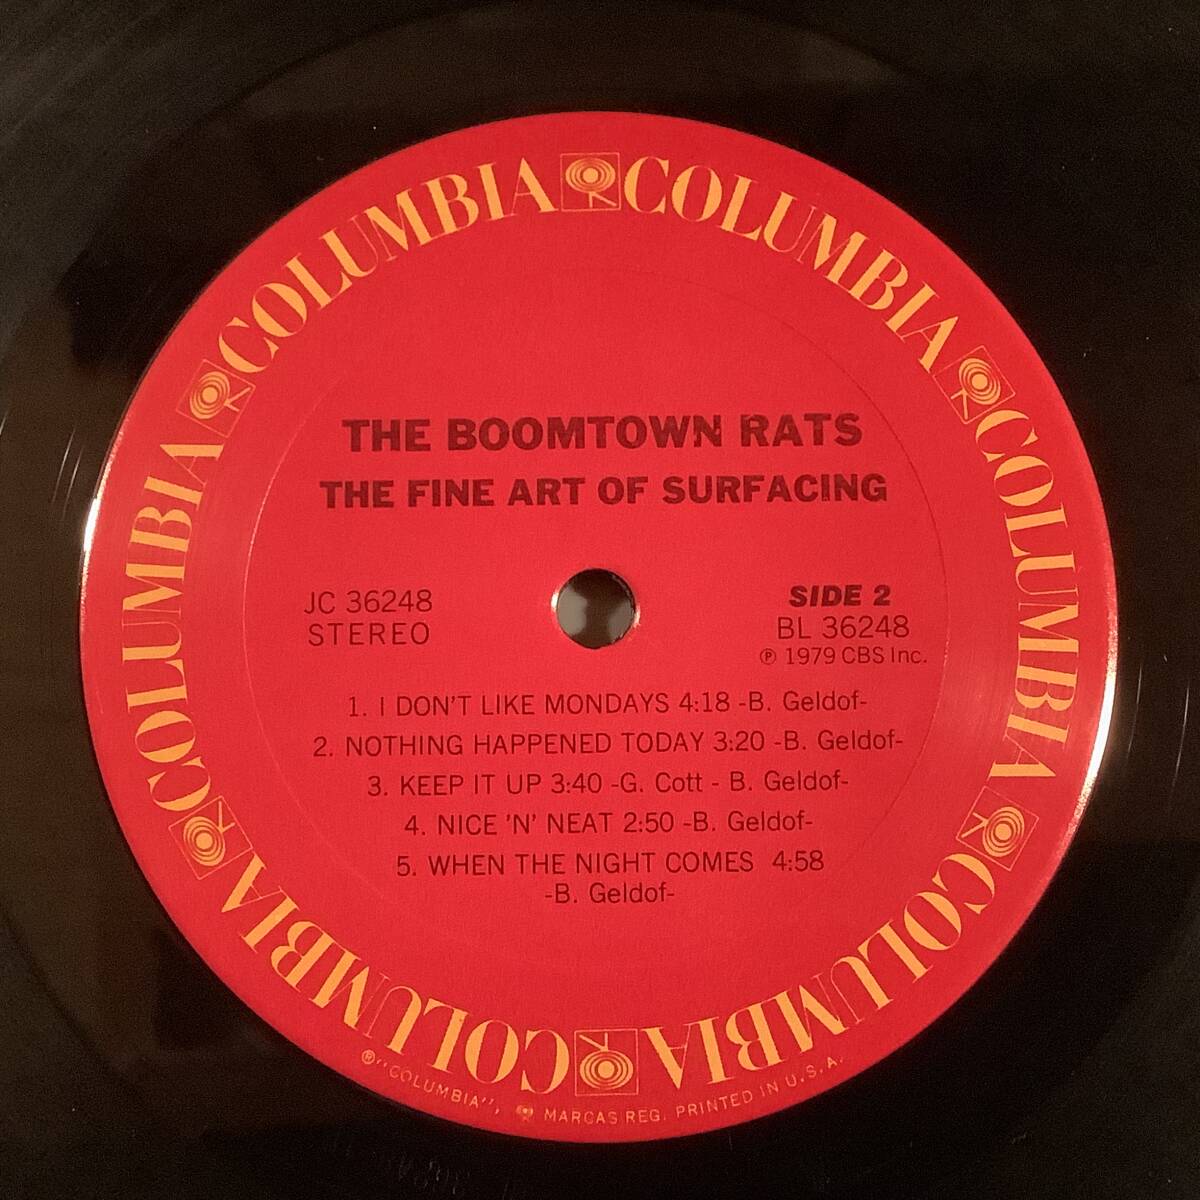 COLUMBIA COLUMBIA COLUMBIA COLUMBIA COLUMBIA COLUMBIA
THE BOOMTOWN RATS
THE FINE ART OF SURFACING
JC 36248
STEREO
SIDE 2
BL 36248
℗ 1979 CBS Inc.
1. I DON'T LIKE MONDAYS 4:18 -B. Geldof-
2. NOTHING HAPPENED TODAY 3:20 -B. Geldof-
3. KEEP IT UP 3:40 -G. Cott - B. Geldof-
4. NICE 'N' NEAT 2:50 -B. Geldof-
5. WHEN THE NIGHT COMES 4:58
-B. Geldof-
®"COLUMBIA", MARCAS REG. PRINTED IN U.S.A.